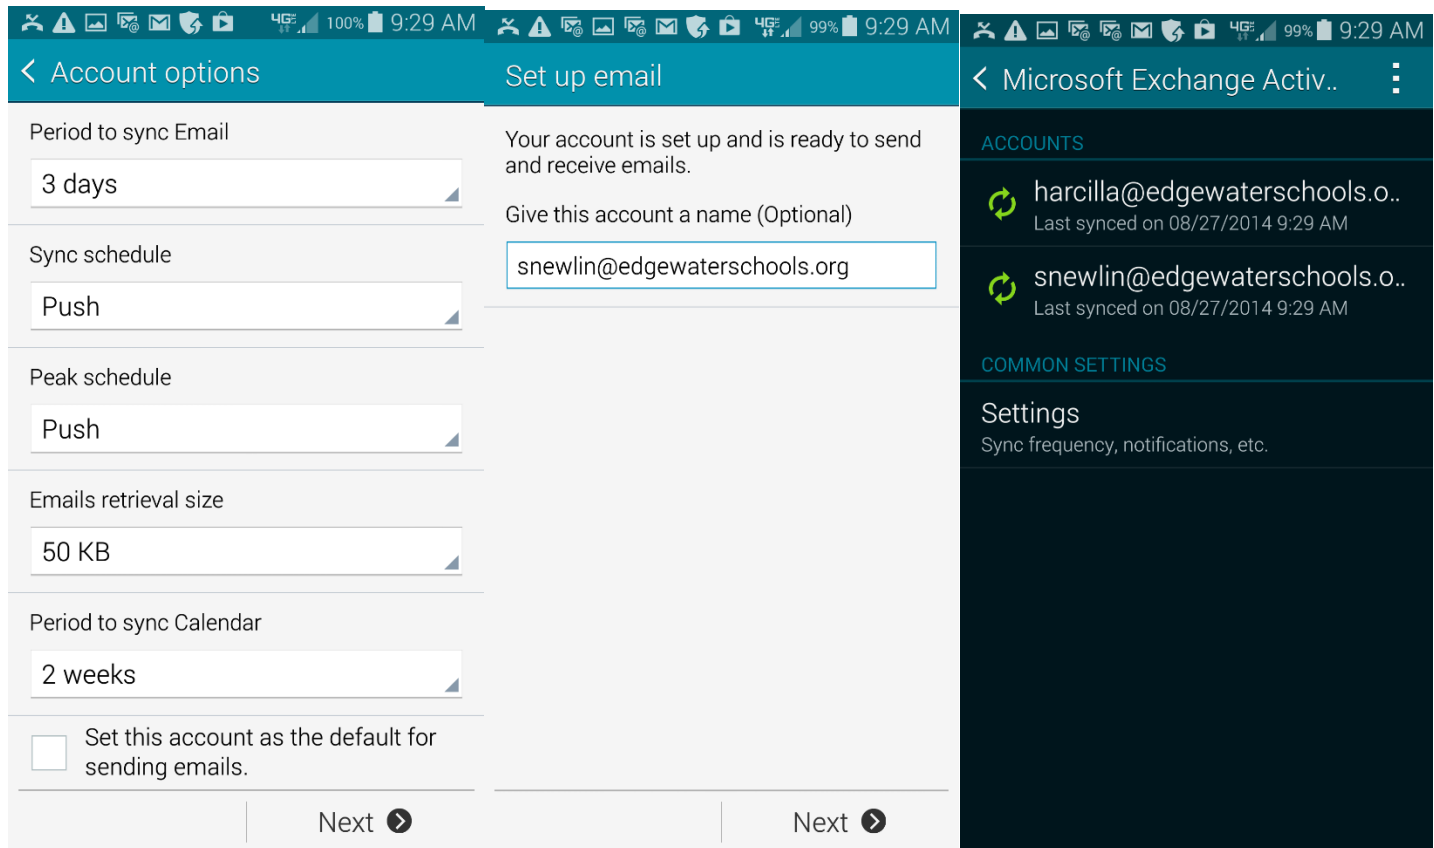 4GE 100% 9:29 AM
Account options
Period to sync Email
3 days
Sync schedule
Push
Peak schedule
Push
Emails retrieval size
50 KB
Period to sync Calendar
2 weeks
Set this account as the default for
sending emails.
Next
4GE 99% 9:29 AM
Set up email
Your account is set up and is ready to send
and receive emails.
Give this account a name (Optional)
snewlin@edgewaterschools.org
Next
4GE 99% 9:29 AM
Microsoft Exchange Activ..
ACCOUNTS
harcilla@edgewaterschools.o..
Last synced on 08/27/2014 9:29 AM
snewlin@edgewaterschools.o..
Last synced on 08/27/2014 9:29 AM
COMMON SETTINGS
Settings
Sync frequency, notifications, etc.